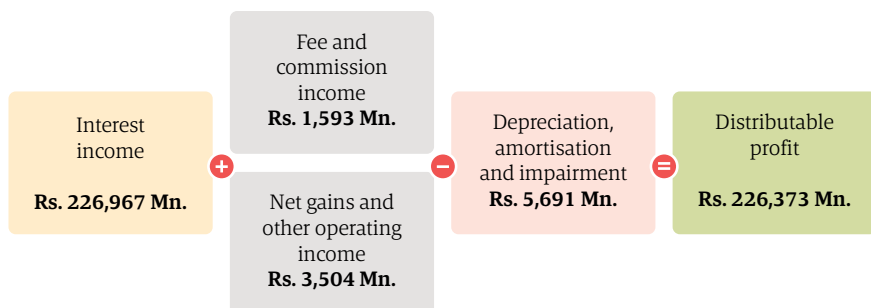 Interest
income
Rs. 226,967 Mn.
+
Fee and
commission
income
Rs. 1,593 Mn.
Net gains and
other operating
income
Rs. 3,504 Mn.
–
Depreciation,
amortisation
and impairment
Rs. 5,691 Mn.
=
Distributable
profit
Rs. 226,373 Mn.